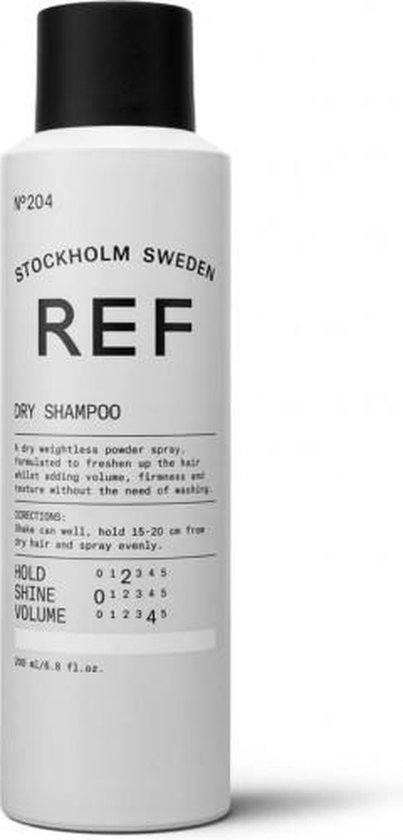 Nº204
STOCKHOLM SWEDEN
REF
DRY SHAMPOO
A dry weightless powder spray,
formulated to freshen up the hair
whilst adding volume, firmness and
texture without the need of washing.
DIRECTIONS:
Shake can well, hold 15-20 cm from
dry hair and spray evenly.
HOLD 0 1 2 3 4 5
SHINE 0 1 2 3 4 5
VOLUME 0 1 2 3 4 5
200 ml/6.8 fl.oz.